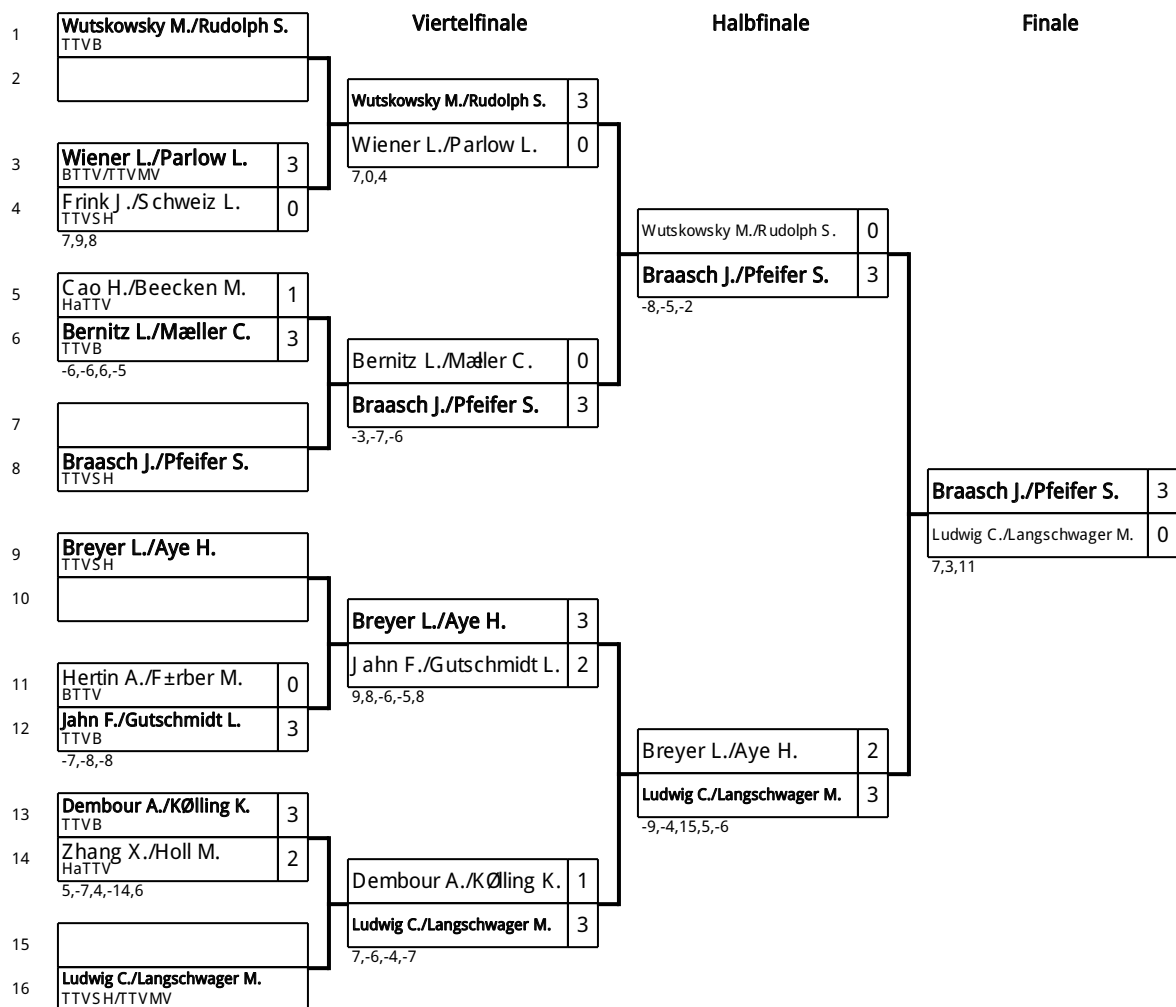 Viertelfinale
Halbfinale
Finale
1
Wutskowsky M./Rudolph S.
TTVB
2
3
Wiener L./Parlow L. 3
BTTV/TTVMV
4
Frink J./Schweiz L. 0
TTVSH
7,9,8
5
Cao H./Beecken M. 1
HaTTV
6
Bernitz L./Mæller C. 3
TTVB
-6,-6,6,-5
7
8
Braasch J./Pfeifer S.
TTVSH
9
Breyer L./Aye H.
TTVSH
10
11
Hertin A./F±rber M. 0
BTTV
12
Jahn F./Gutschmidt L. 3
TTVB
-7,-8,-8
13
Dembour A./KØlling K. 3
TTVB
14
Zhang X./Holl M. 2
HaTTV
5,-7,4,-14,6
15
16
Ludwig C./Langschwager M.
TTVSH/TTVMV
Wutskowsky M./Rudolph S. 3
Wiener L./Parlow L. 0
7,0,4
Bernitz L./Mæller C. 0
Braasch J./Pfeifer S. 3
-3,-7,-6
Breyer L./Aye H. 3
Jahn F./Gutschmidt L. 2
9,8,-6,-5,8
Dembour A./KØlling K. 1
Ludwig C./Langschwager M. 3
7,-6,-4,-7
Wutskowsky M./Rudolph S. 0
Braasch J./Pfeifer S. 3
-8,-5,-2
Breyer L./Aye H. 2
Ludwig C./Langschwager M. 3
-9,-4,15,5,-6
Braasch J./Pfeifer S. 3
Ludwig C./Langschwager M. 0
7,3,11